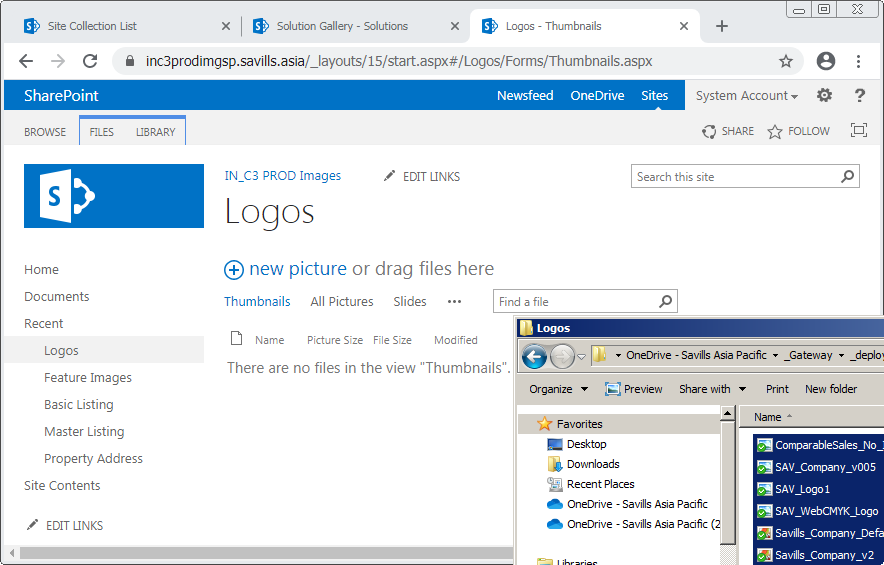 Site Collection List
Solution Gallery - Solutions
Logos - Thumbnails
inc3prodimgsp.savills.asia/_layouts/15/start.aspx#/Logos/Forms/Thumbnails.aspx
SharePoint
Newsfeed OneDrive Sites System Account ?
BROWSE FILES LIBRARY SHARE FOLLOW
S
IN_C3 PROD Images EDIT LINKS Search this site
Logos
new picture or drag files here
Thumbnails All Pictures Slides ••• Find a file
Name Picture Size File Size Modified
There are no files in the view "Thumbnails".
Home
Documents
Recent
Logos
Feature Images
Basic Listing
Master Listing
Property Address
Site Contents
EDIT LINKS
Logos
OneDrive - Savills Asia Pacific _Gateway _deploy
Organize Preview Share with Print New folder
Favorites
Desktop
Downloads
Recent Places
OneDrive - Savills Asia Pacific
OneDrive - Savills Asia Pacific (2
Libraries
Name
ComparableSales_No_
SAV_Company_v005
SAV_Logo1
SAV_WebCMYK_Logo
Savills_Company_Defa
Savills_Company_v2